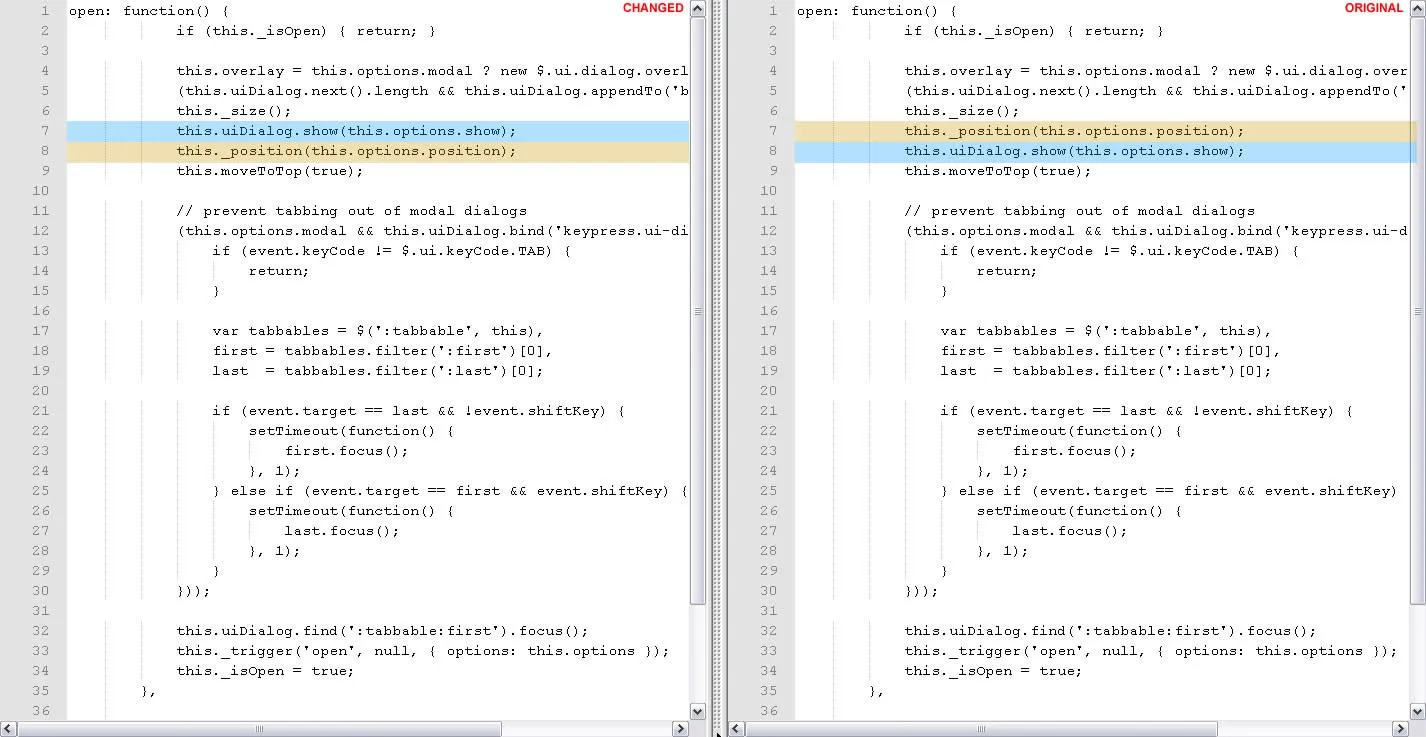 CHANGED
1 open: function() {
2 if (this._isOpen) { return; }
3
4 this.overlay = this.options.modal ? new $.ui.dialog.overl
5 (this.uiDialog.next().length && this.uiDialog.appendTo('b
6 this._size();
7 this.uiDialog.show(this.options.show);
8 this._position(this.options.position);
9 this.moveToTop(true);
10
11 // prevent tabbing out of modal dialogs
12 (this.options.modal && this.uiDialog.bind('keypress.ui-di
13 if (event.keyCode != $.ui.keyCode.TAB) {
14 return;
15 }
16
17 var tabbables = $(':tabbable', this),
18 first = tabbables.filter(':first')[0],
19 last  = tabbables.filter(':last')[0];
20
21 if (event.target == last && !event.shiftKey) {
22 setTimeout(function() {
23 first.focus();
24 }, 1);
25 } else if (event.target == first && event.shiftKey) {
26 setTimeout(function() {
27 last.focus();
28 }, 1);
29 }
30 }));
31
32 this.uiDialog.find(':tabbable:first').focus();
33 this._trigger('open', null, { options: this.options });
34 this._isOpen = true;
35 },
36
ORIGINAL
1 open: function() {
2 if (this._isOpen) { return; }
3
4 this.overlay = this.options.modal ? new $.ui.dialog.over
5 (this.uiDialog.next().length && this.uiDialog.appendTo('
6 this._size();
7 this._position(this.options.position);
8 this.uiDialog.show(this.options.show);
9 this.moveToTop(true);
10
11 // prevent tabbing out of modal dialogs
12 (this.options.modal && this.uiDialog.bind('keypress.ui-d
13 if (event.keyCode != $.ui.keyCode.TAB) {
14 return;
15 }
16
17 var tabbables = $(':tabbable', this),
18 first = tabbables.filter(':first')[0],
19 last  = tabbables.filter(':last')[0];
20
21 if (event.target == last && !event.shiftKey) {
22 setTimeout(function() {
23 first.focus();
24 }, 1);
25 } else if (event.target == first && event.shiftKey)
26 setTimeout(function() {
27 last.focus();
28 }, 1);
29 }
30 }));
31
32 this.uiDialog.find(':tabbable:first').focus();
33 this._trigger('open', null, { options: this.options });
34 this._isOpen = true;
35 },
36